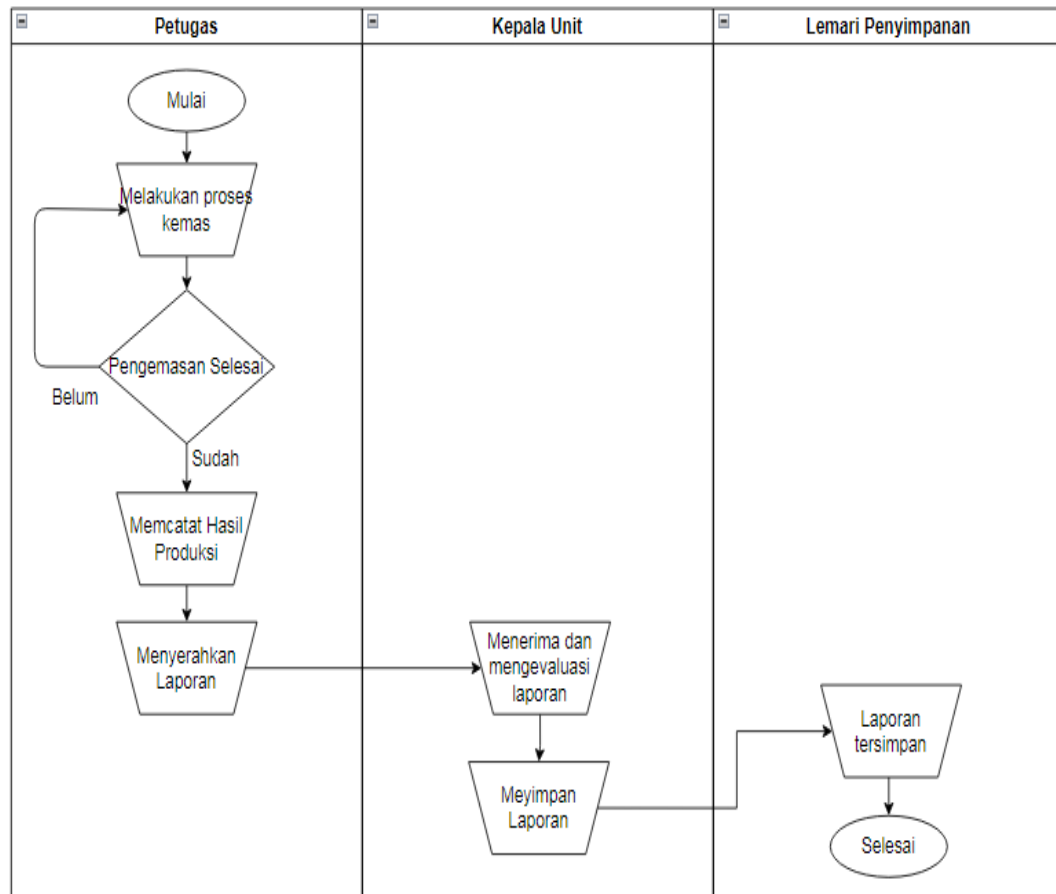 Petugas
Kepala Unit
Lemari Penyimpanan
Mulai
Melakukan proses
kemas
Pengemasan Selesai
Belum
Sudah
Memcatat Hasil
Produksi
Menyerahkan
Laporan
Menerima dan
mengevaluasi
laporan
Meyimpan
Laporan
Laporan
tersimpan
Selesai